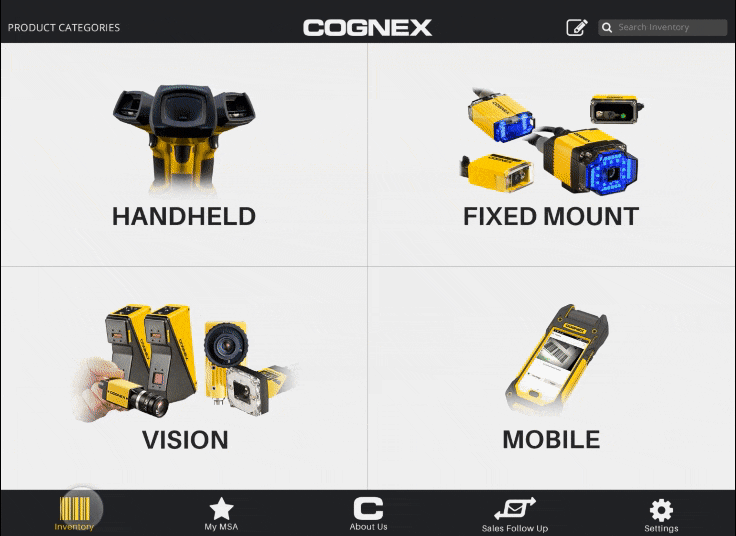 PRODUCT CATEGORIES
COGNEX
Search Inventory
HANDHELD
FIXED MOUNT
VISION
MOBILE
Inventory
My MSA
About Us
Sales Follow Up
Settings